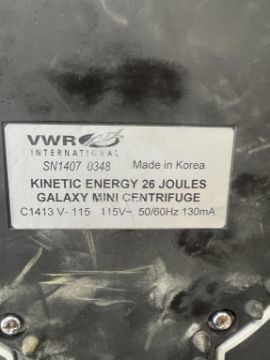 VWR
INTERNATIONAL
SN1407 0348 Made in Korea
KINETIC ENERGY 26 JOULES
GALAXY MINI CENTRIFUGE
C1413 V- 115 115V~ 50/60Hz 130mA